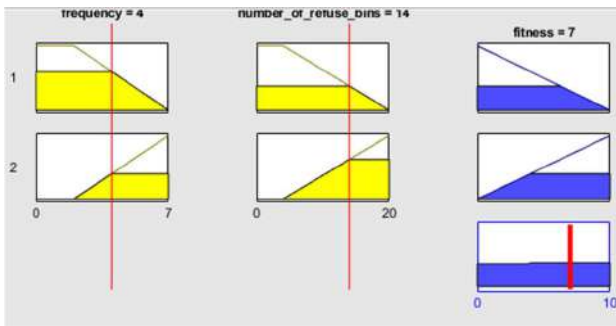 frequency = 4
number_of_refuse_bins = 14
fitness = 7
1
2
0
7
0
20
0
10